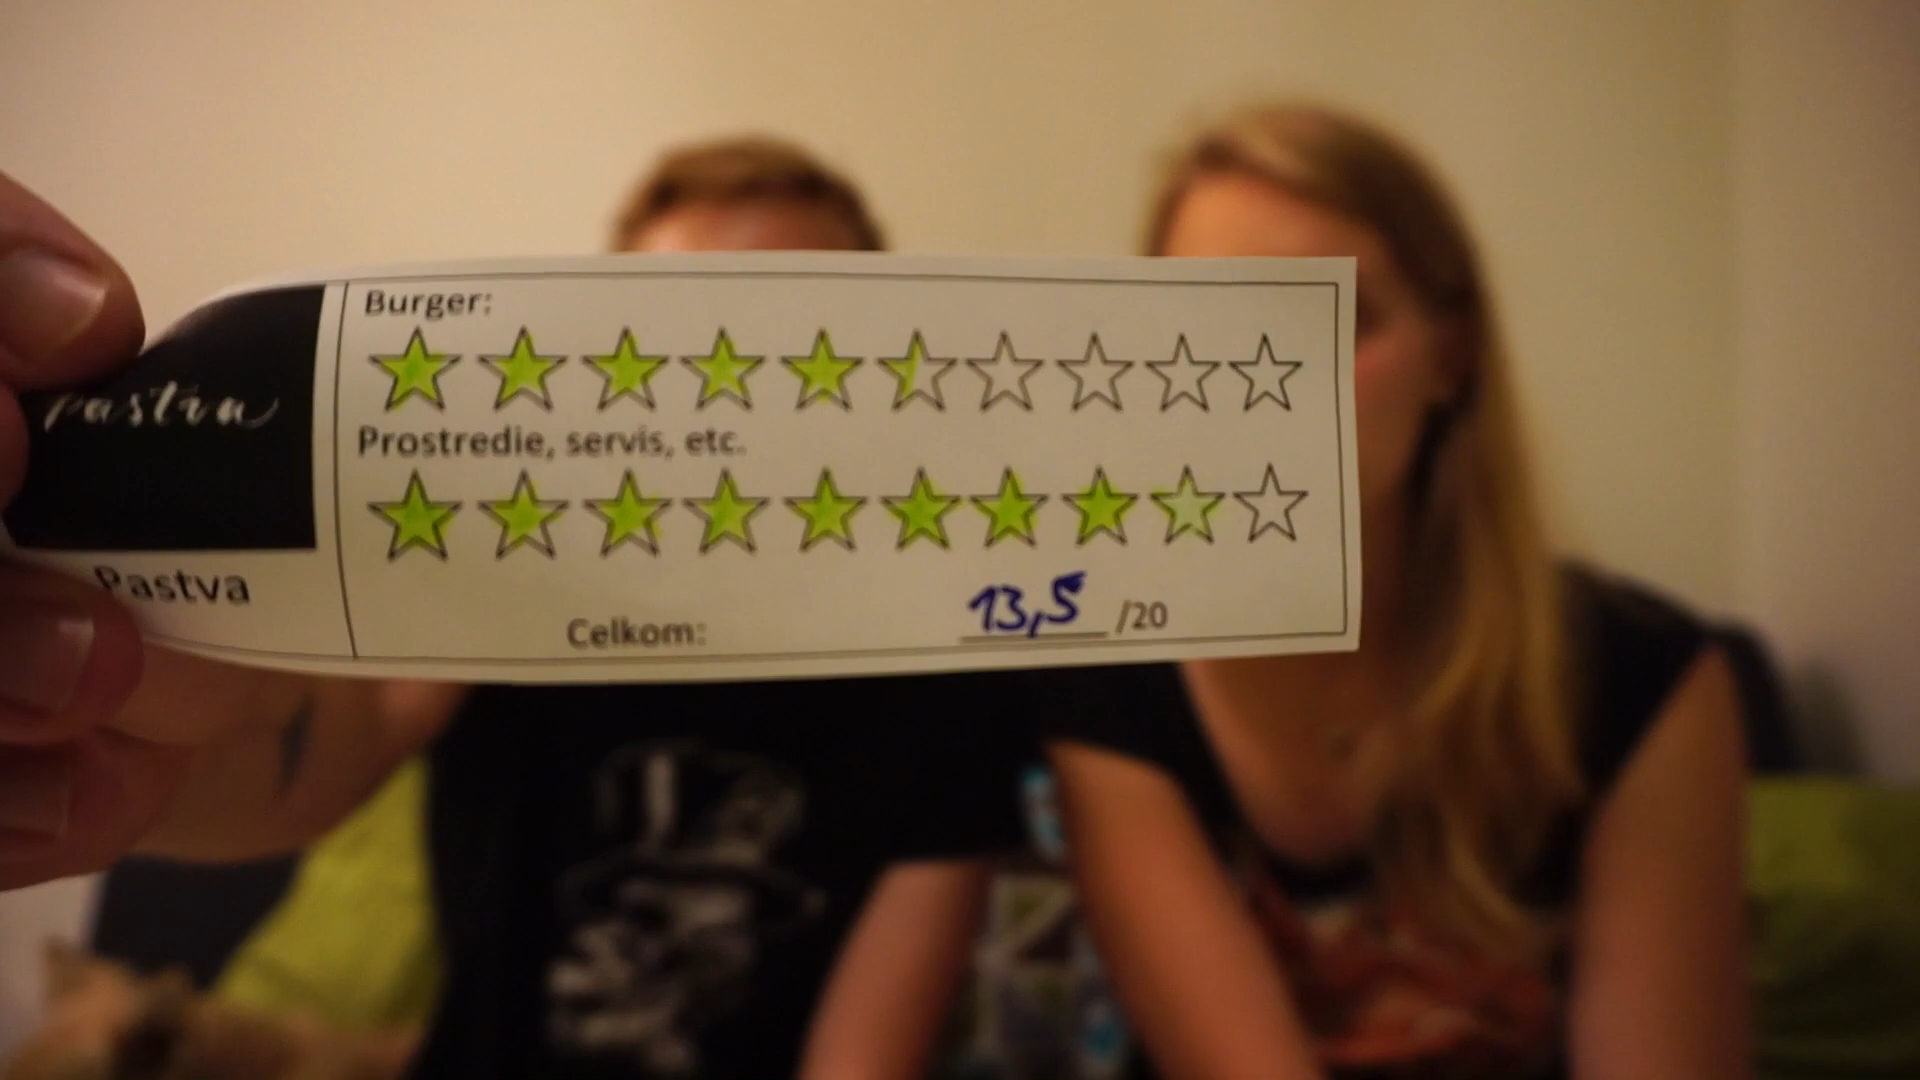 pastva
Pastva
Burger:
Prostredie, servis, etc.
Celkom: 13,5 /20